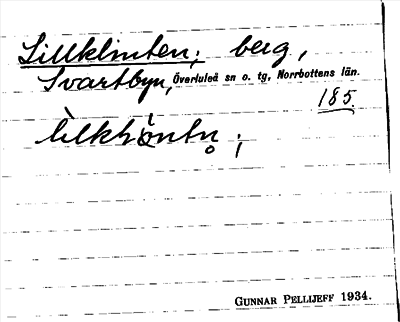 Lillklinten; berg,
Svartbyn, Överluleå sn o. tg, Norrbottens län.
185
GUNNAR PELLIJEFF 1934.